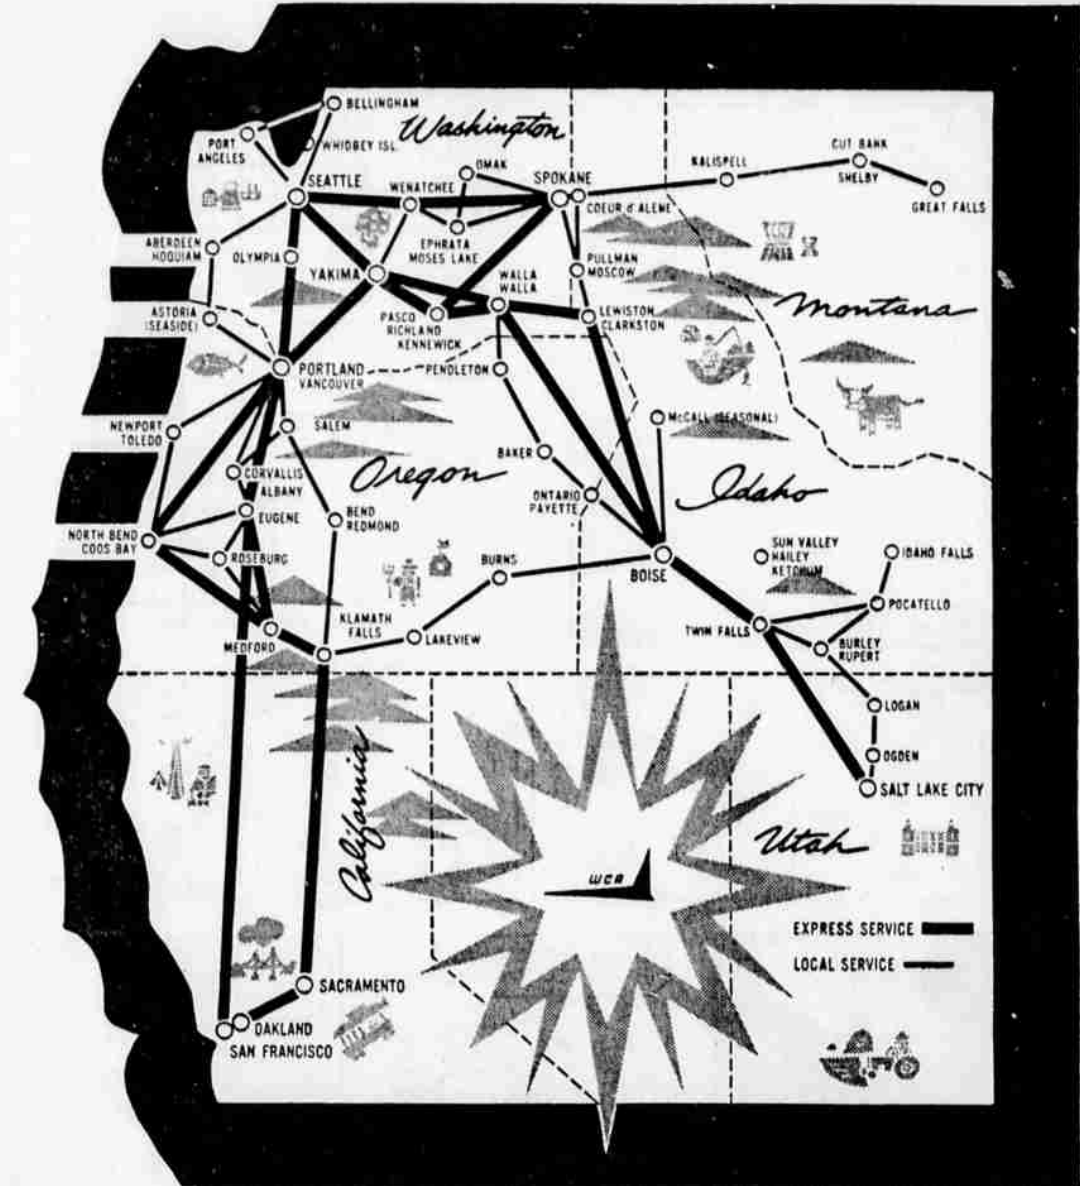 BELLINGHAM
Washington
PORT
ANGELES
WHIDBEY ISL.
OMAK
KALISPELL
CUT BANK
SHELBY
GREAT FALLS
SEATTLE
WENATCHEE
SPOKANE
COEUR d'ALENE
ABERDEEN
HOQUIAM
OLYMPIA
EPHRATA
MOSES LAKE
YAKIMA
WALLA
WALLA
PULLMAN
MOSCOW
Montana
ASTORIA
(SEASIDE)
PASCO
RICHLAND
KENNEWICK
LEWISTON
CLARKSTON
PORTLAND
VANCOUVER
PENDLETON
McCALL (SEASONAL)
NEWPORT
TOLEDO
SALEM
BAKER
CORVALLIS
ALBANY
Oregon
Idaho
ONTARIO
PAYETTE
EUGENE
BEND
REDMOND
NORTH BEND
COOS BAY
ROSEBURG
BURNS
BOISE
SUN VALLEY
HAILEY
KETCHUM
IDAHO FALLS
POCATELLO
KLAMATH
FALLS
LAKEVIEW
MEDFORD
TWIN FALLS
BURLEY
RUPERT
LOGAN
OGDEN
SALT LAKE CITY
California
Utah
WCA
EXPRESS SERVICE
LOCAL SERVICE
SACRAMENTO
OAKLAND
SAN FRANCISCO